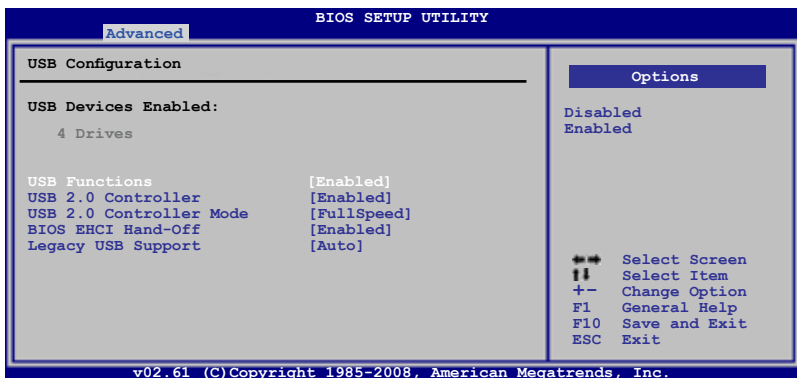 BIOS SETUP UTILITY
Advanced
USB Configuration
USB Devices Enabled:
4 Drives
USB Functions [Enabled]
USB 2.0 Controller [Enabled]
USB 2.0 Controller Mode [FullSpeed]
BIOS EHCI Hand-Off [Enabled]
Legacy USB Support [Auto]
Options
Disabled
Enabled
←→ Select Screen
↑↓ Select Item
+- Change Option
F1 General Help
F10 Save and Exit
ESC Exit
v02.61 (C)Copyright 1985-2008, American Megatrends, Inc.